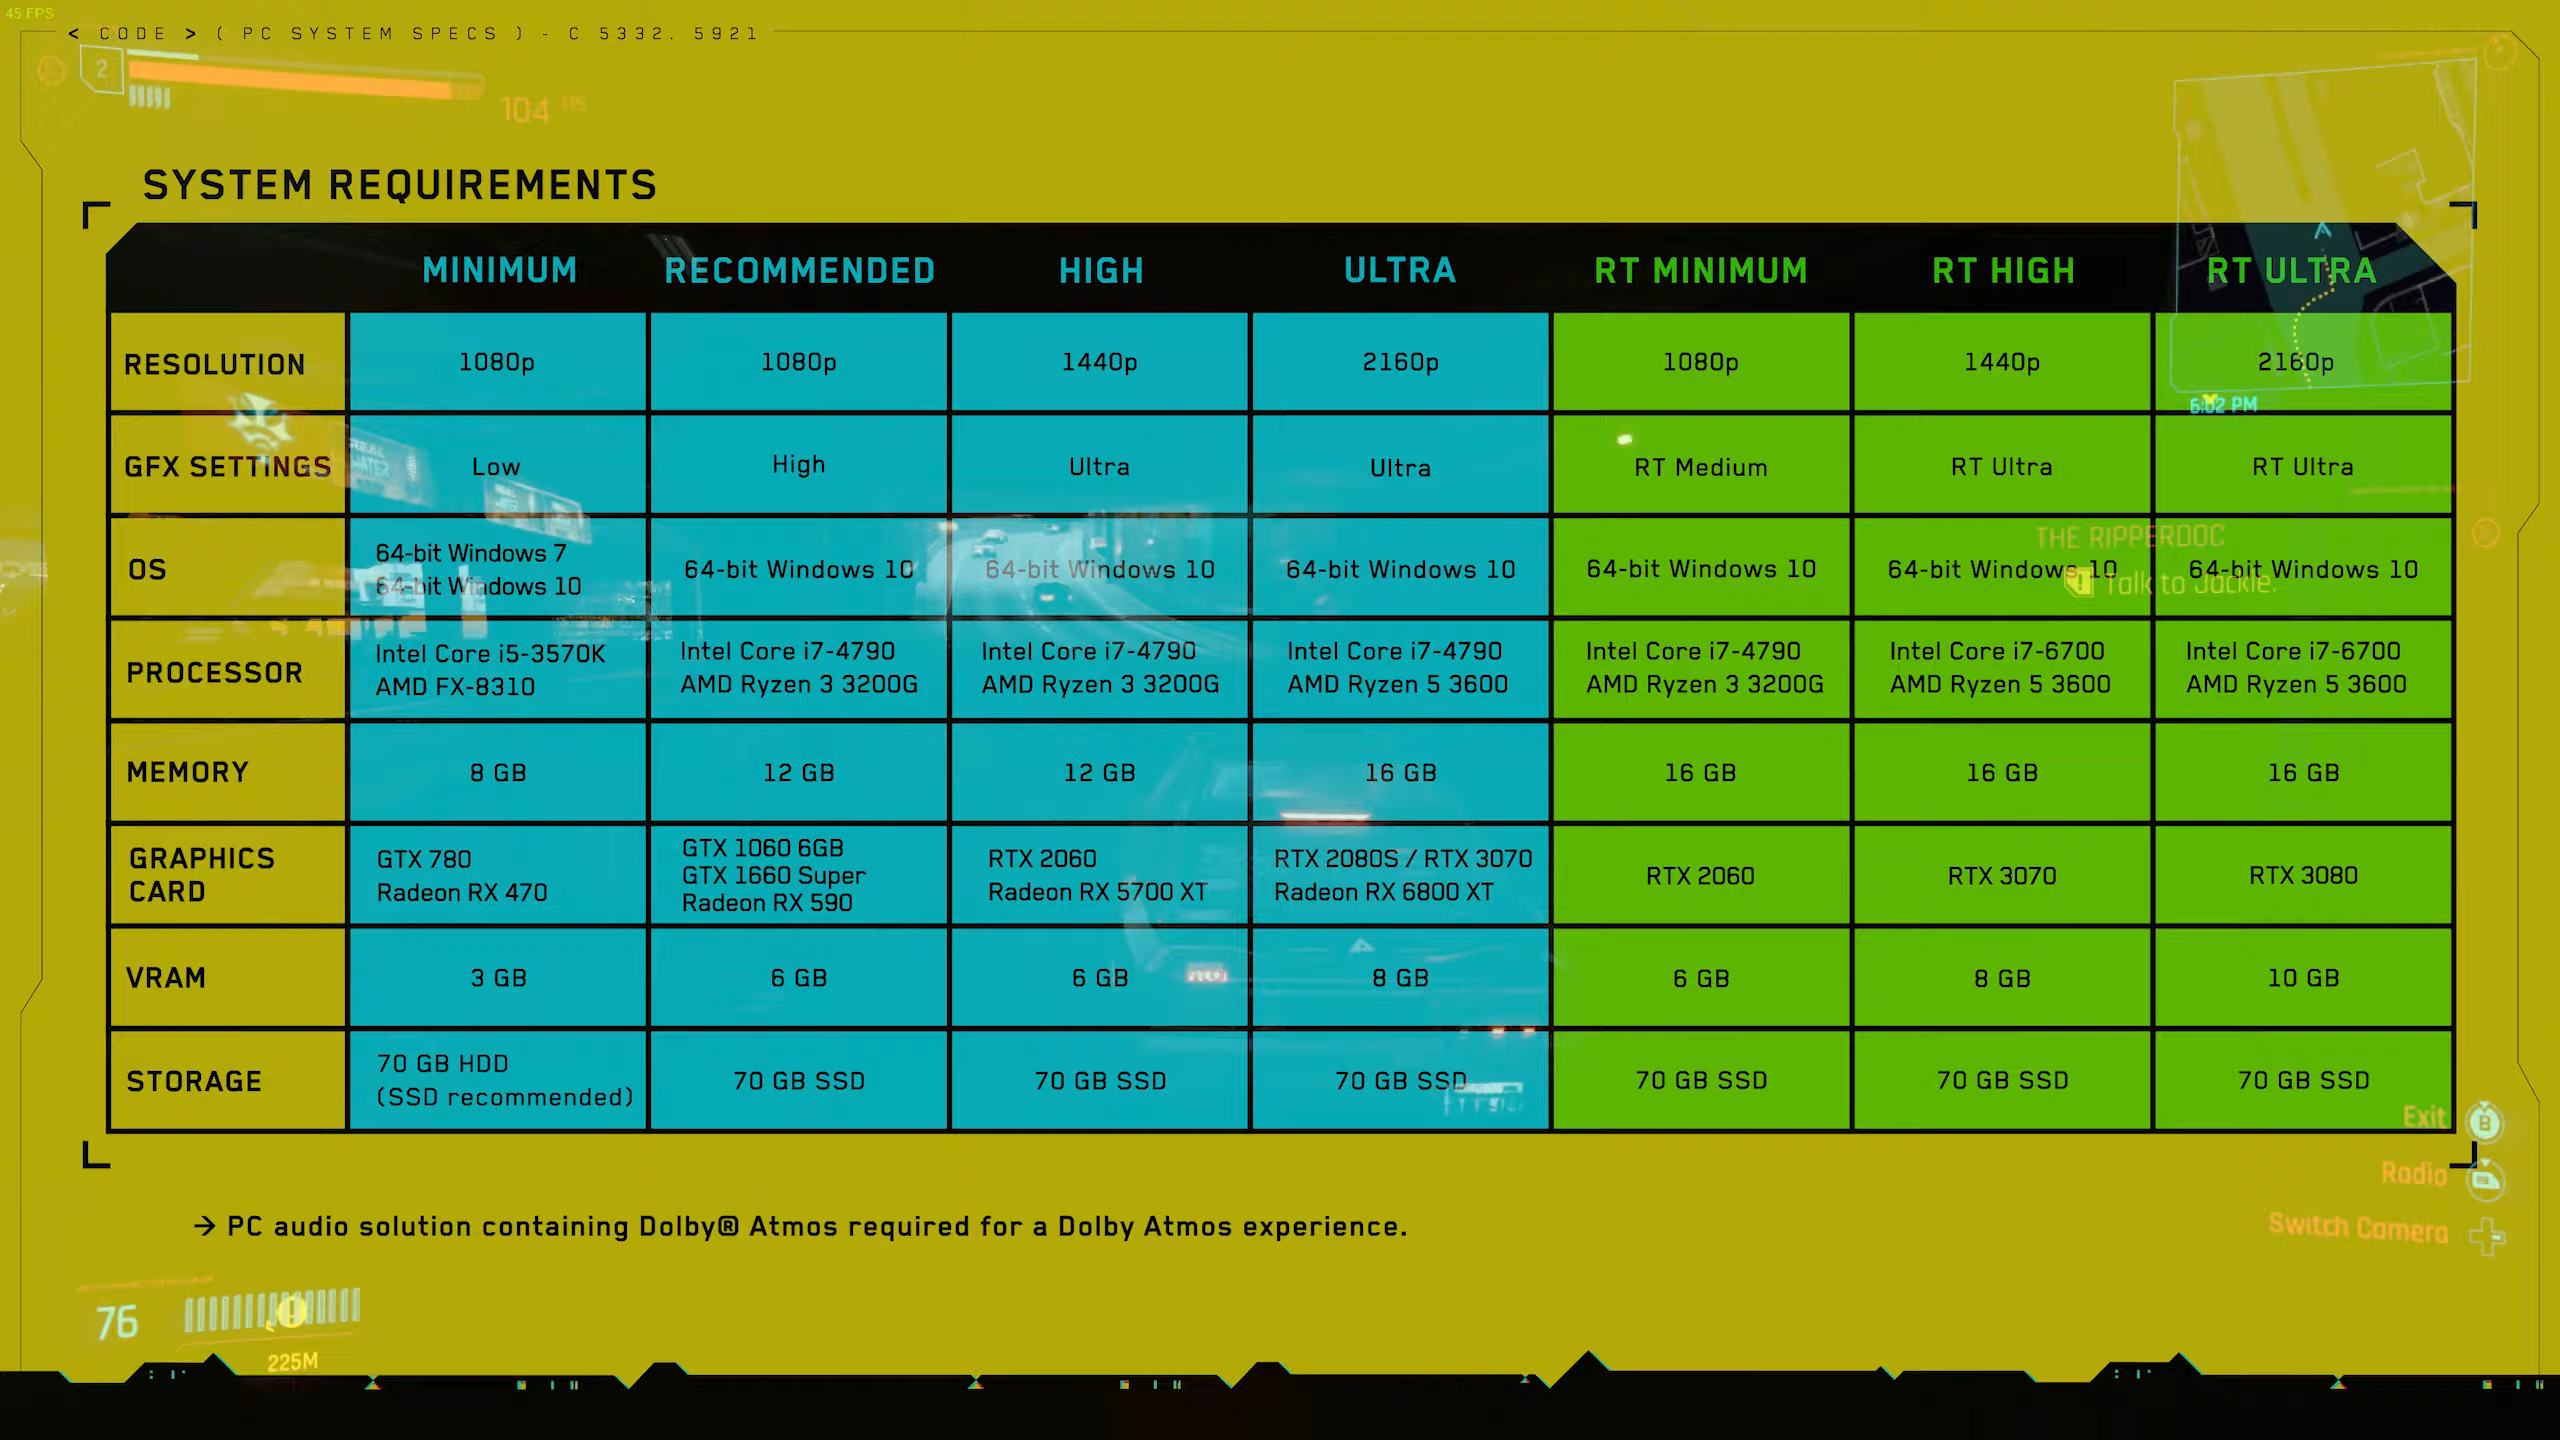 45 FPS
< CODE > ( PC SYSTEM SPECS ) - C 5332. 5921
2
104 115
SYSTEM REQUIREMENTS
MINIMUM RECOMMENDED HIGH ULTRA RT MINIMUM RT HIGH RT ULTRA
RESOLUTION 1080p 1080p 1440p 2160p 1080p 1440p 2160p
6:02 PM
GFX SETTINGS Low High Ultra Ultra RT Medium RT Ultra RT Ultra
THE RIPPERDOC
Talk to Jackie.
OS 64-bit Windows 7 64-bit Windows 10 64-bit Windows 10 64-bit Windows 10 64-bit Windows 10 64-bit Windows 10 64-bit Windows 10
64-bit Windows 10
PROCESSOR Intel Core i5-3570K Intel Core i7-4790 Intel Core i7-4790 Intel Core i7-4790 Intel Core i7-4790 Intel Core i7-6700 Intel Core i7-6700
AMD FX-8310 AMD Ryzen 3 3200G AMD Ryzen 3 3200G AMD Ryzen 5 3600 AMD Ryzen 3 3200G AMD Ryzen 5 3600 AMD Ryzen 5 3600
MEMORY 8 GB 12 GB 12 GB 16 GB 16 GB 16 GB 16 GB
GRAPHICS GTX 780 GTX 1060 6GB RTX 2060 RTX 2080S / RTX 3070 RTX 2060 RTX 3070 RTX 3080
CARD Radeon RX 470 GTX 1660 Super Radeon RX 5700 XT Radeon RX 6800 XT
Radeon RX 590
VRAM 3 GB 6 GB 6 GB 8 GB 6 GB 8 GB 10 GB
STORAGE 70 GB HDD 70 GB SSD 70 GB SSD 70 GB SSD 70 GB SSD 70 GB SSD 70 GB SSD
(SSD recommended)
Exit B
Radio
Switch Camera
→ PC audio solution containing Dolby® Atmos required for a Dolby Atmos experience.
76
225M